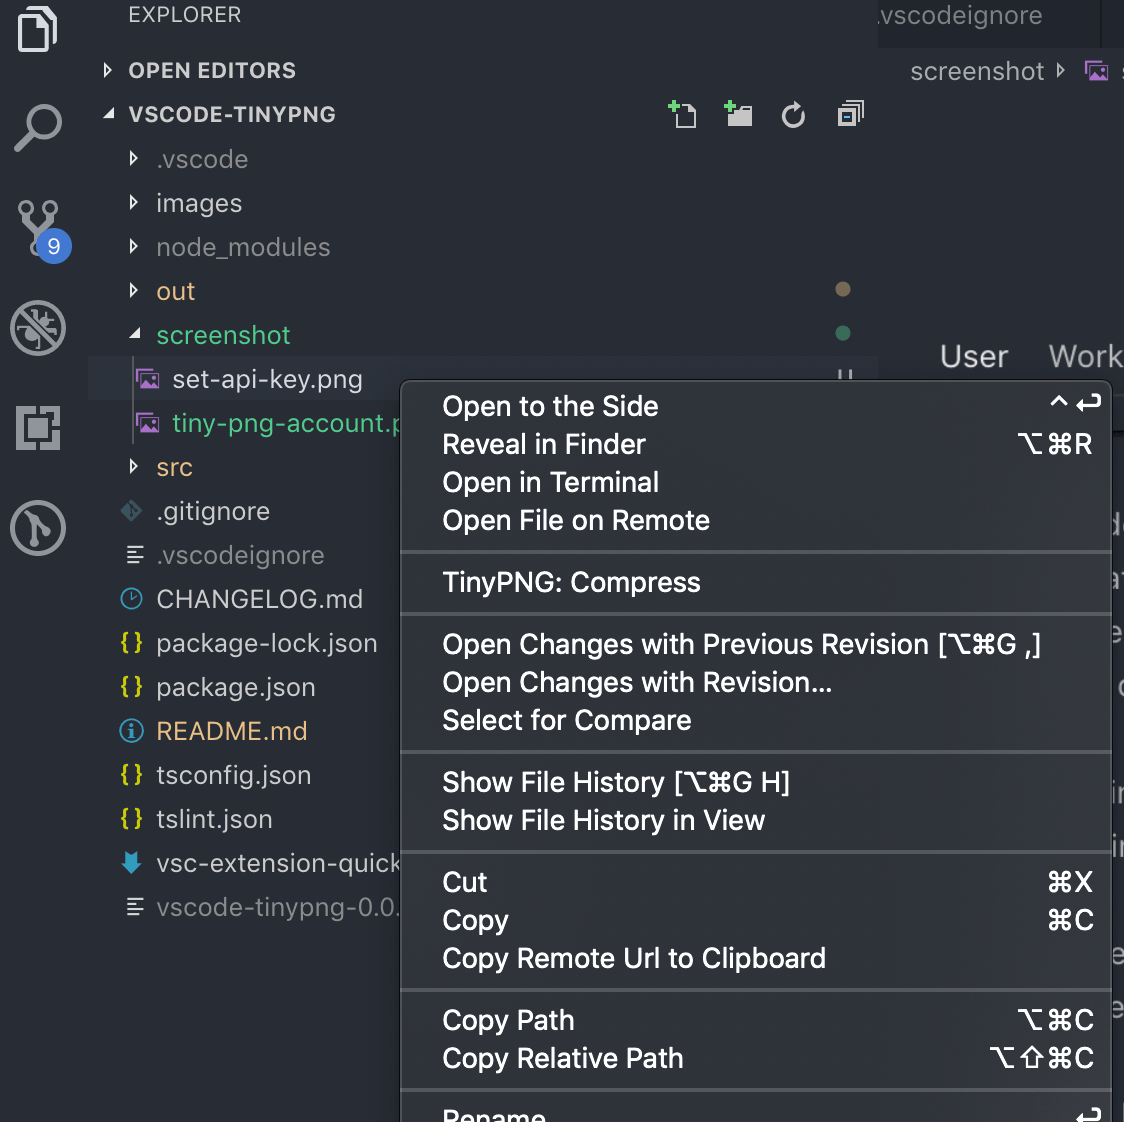 EXPLORER
.vscodeignore
OPEN EDITORS
screenshot
VSCODE-TINYPNG
.vscode
images
9
node_modules
out
screenshot
User
set-api-key.png
U
tiny-png-account.p
src
.gitignore
.vscodeignore
CHANGELOG.md
{} package-lock.json
{} package.json
README.md
{} tsconfig.json
{} tslint.json
vsc-extension-quick
vscode-tinypng-0.0.
Work
Open to the Side ^↩
Reveal in Finder ⌥⌘R
Open in Terminal
Open File on Remote
TinyPNG: Compress
Open Changes with Previous Revision [⌥⌘G ,]
Open Changes with Revision...
Select for Compare
Show File History [⌥⌘G H]
Show File History in View
Cut ⌘X
Copy ⌘C
Copy Remote Url to Clipboard
Copy Path ⌥⌘C
Copy Relative Path ⌥⇧⌘C
Rename ↩